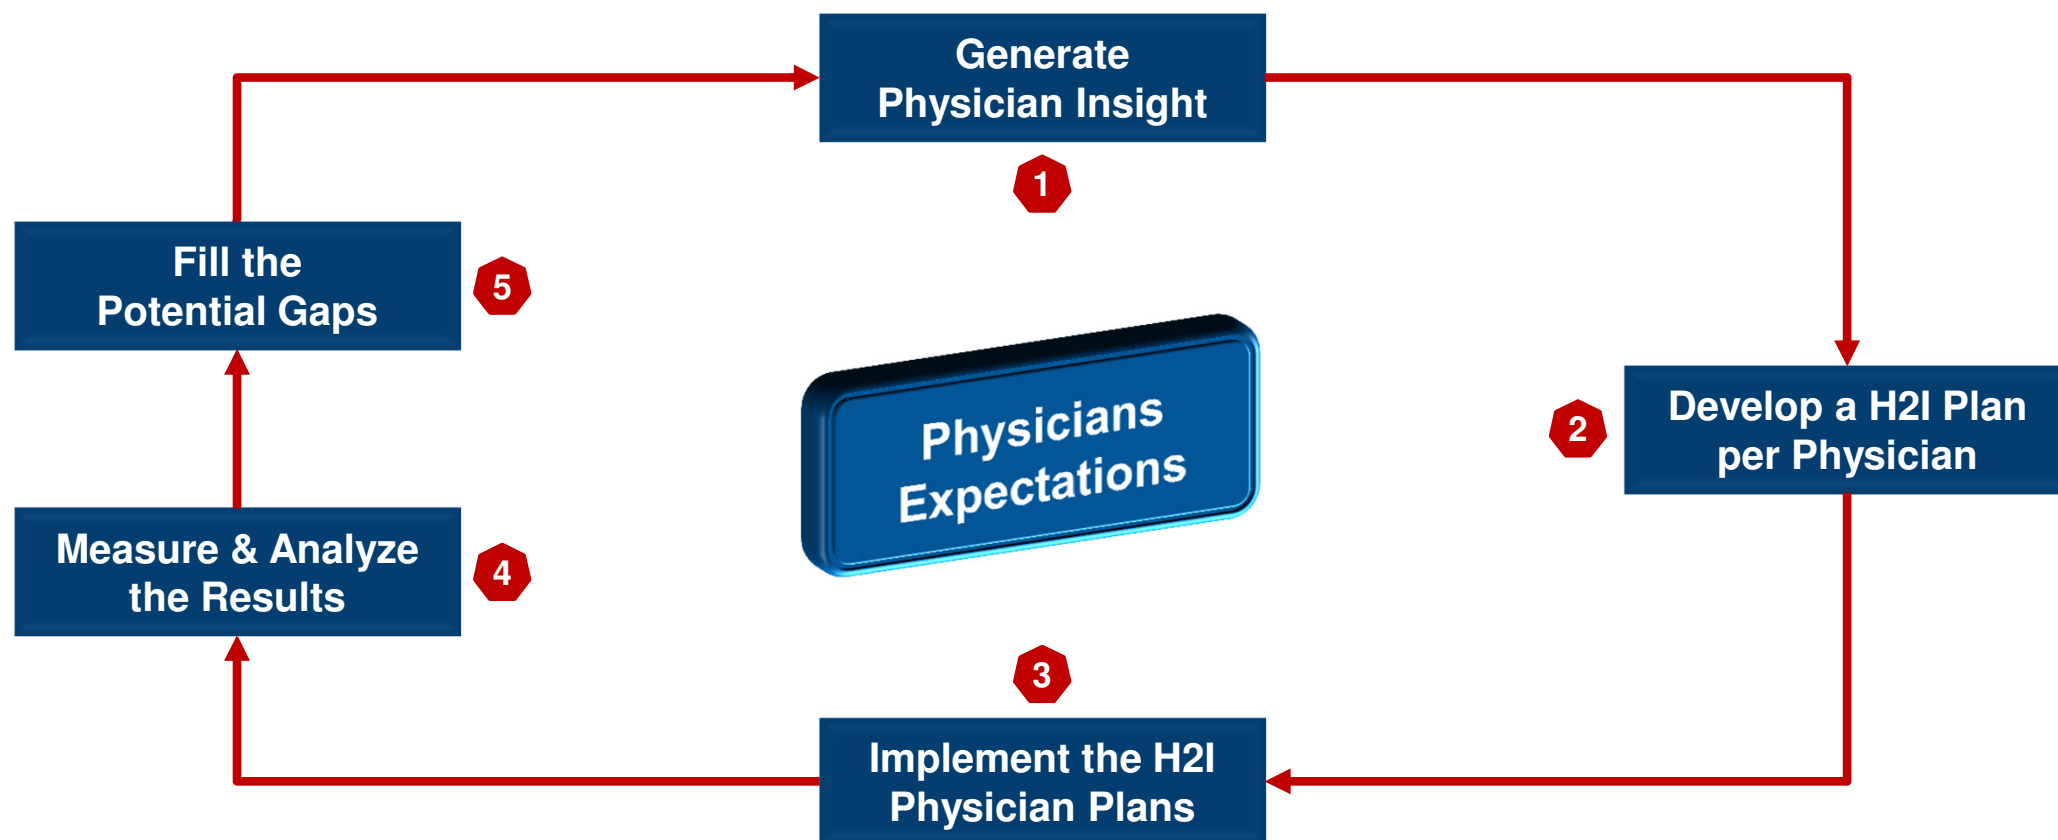 Generate
Physician Insight
1
Fill the
Potential Gaps
5
Physicians
Expectations
2
Develop a H2I Plan
per Physician
Measure & Analyze
the Results
4
3
Implement the H2I
Physician Plans